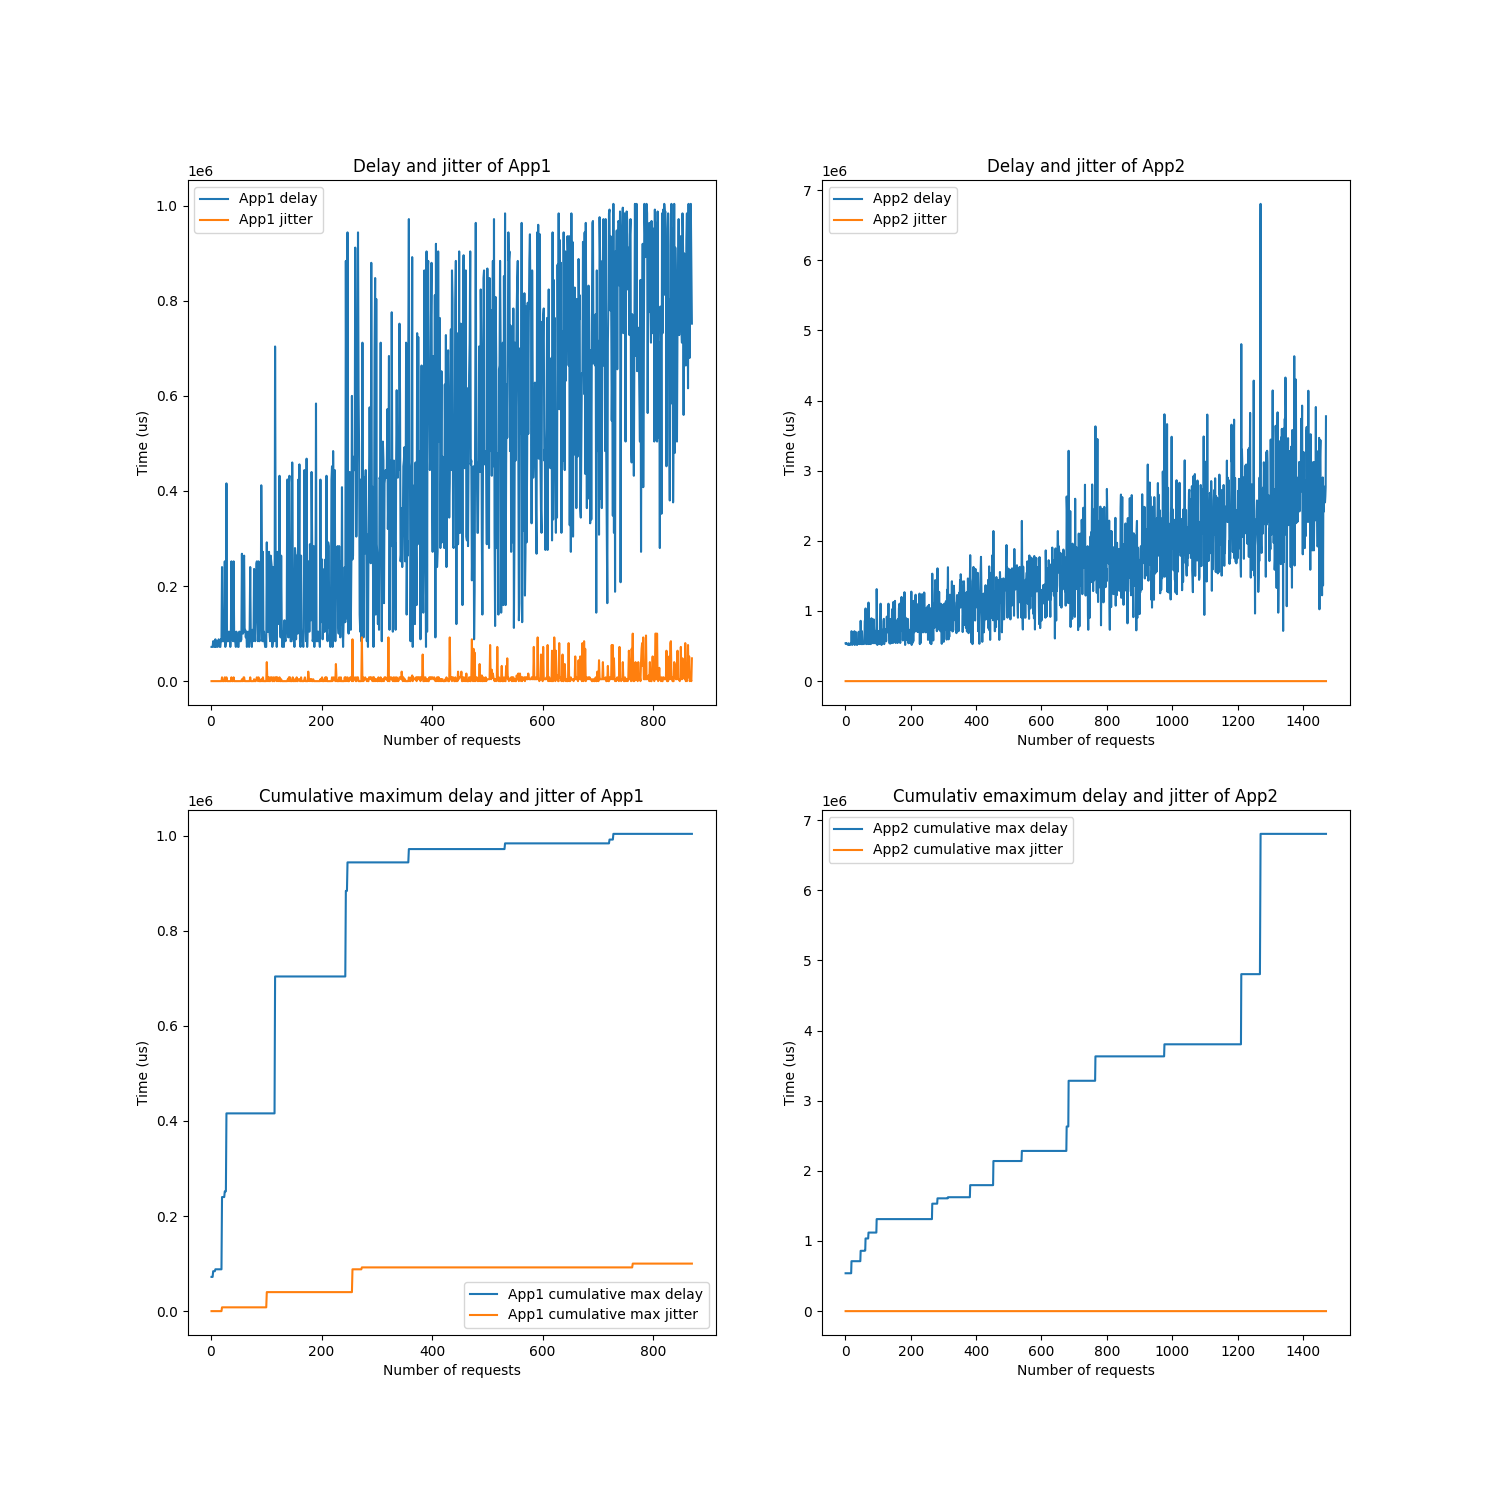 Delay and jitter of App1
1e6
App1 delay
App1 jitter
1.0
0.8
0.6
0.4
0.2
0.0
Time (us)
0 200 400 600 800
Number of requests
Delay and jitter of App2
1e6
App2 delay
App2 jitter
7
6
5
4
3
2
1
0
Time (us)
0 200 400 600 800 1000 1200 1400
Number of requests
Cumulative maximum delay and jitter of App1
1e6
1.0
0.8
0.6
0.4
0.2
0.0
Time (us)
App1 cumulative max delay
App1 cumulative max jitter
0 200 400 600 800
Number of requests
Cumulativ emaximum delay and jitter of App2
1e6
App2 cumulative max delay
App2 cumulative max jitter
7
6
5
4
3
2
1
0
Time (us)
0 200 400 600 800 1000 1200 1400
Number of requests